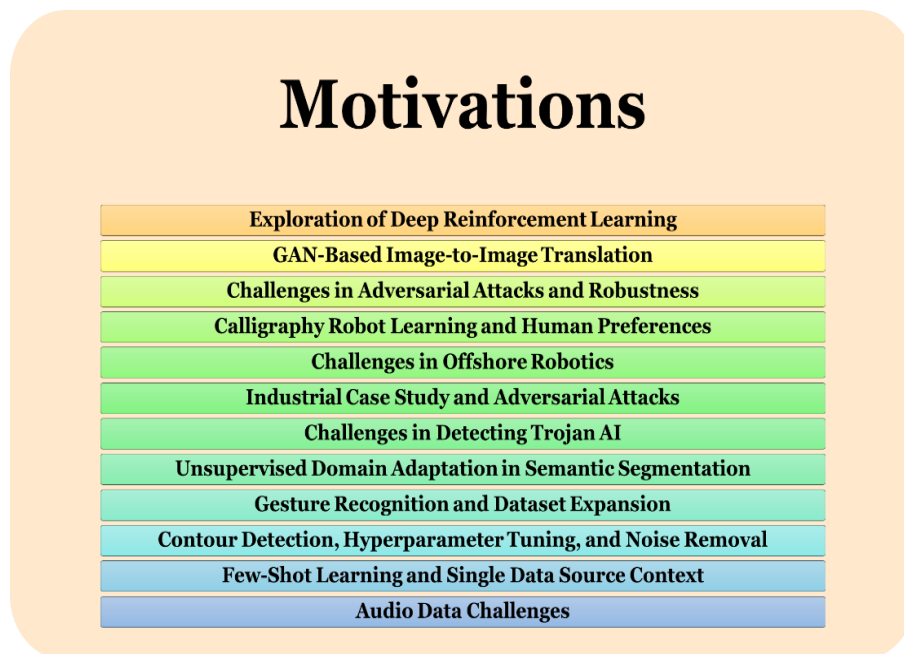 Motivations
Exploration of Deep Reinforcement Learning
GAN-Based Image-to-Image Translation
Challenges in Adversarial Attacks and Robustness
Calligraphy Robot Learning and Human Preferences
Challenges in Offshore Robotics
Industrial Case Study and Adversarial Attacks
Challenges in Detecting Trojan AI
Unsupervised Domain Adaptation in Semantic Segmentation
Gesture Recognition and Dataset Expansion
Contour Detection, Hyperparameter Tuning, and Noise Removal
Few-Shot Learning and Single Data Source Context
Audio Data Challenges